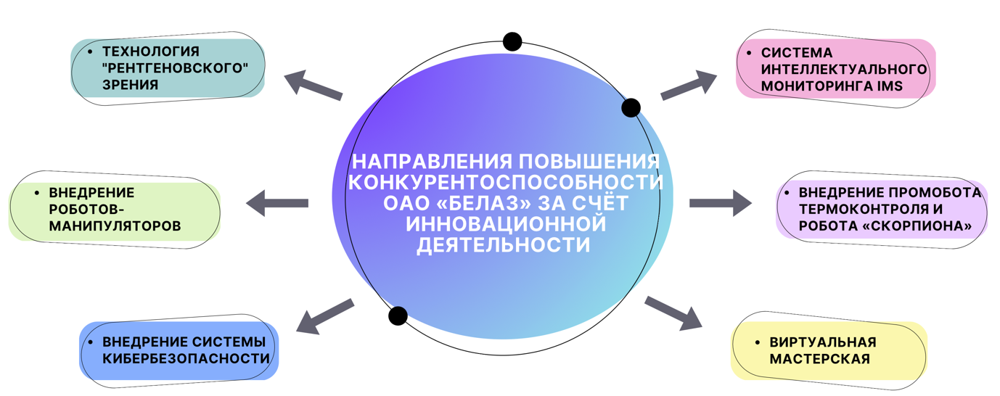 • ТЕХНОЛОГИЯ
"РЕНТГЕНОВСКОГО"
ЗРЕНИЯ
• СИСТЕМА
ИНТЕЛЛЕКТУАЛЬНОГО
МОНИТОРИНГА IMS
НАПРАВЛЕНИЯ ПОВЫШЕНИЯ
КОНКУРЕНТОСПОСОБНОСТИ
ОАО «БЕЛАЗ» ЗА СЧЁТ
ИННОВАЦИОННОЙ
ДЕЯТЕЛЬНОСТИ
• ВНЕДРЕНИЕ
РОБОТОВ-
МАНИПУЛЯТОРОВ
• ВНЕДРЕНИЕ ПРОМОБОТА
ТЕРМОКОНТРОЛЯ И
РОБОТА «СКОРПИОНА»
• ВНЕДРЕНИЕ СИСТЕМЫ
КИБЕРБЕЗОПАСНОСТИ
• ВИРТУАЛЬНАЯ
МАСТЕРСКАЯ